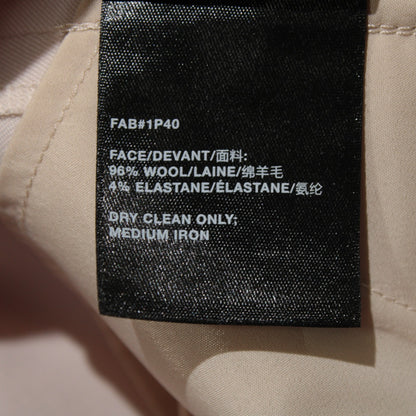 FAB#1P40
FACE/DEVANT/面料:
96% WOOL/LAINE/绵羊毛
4% ELASTANE/ÉLASTANE/氨纶
DRY CLEAN ONLY;
MEDIUM IRON